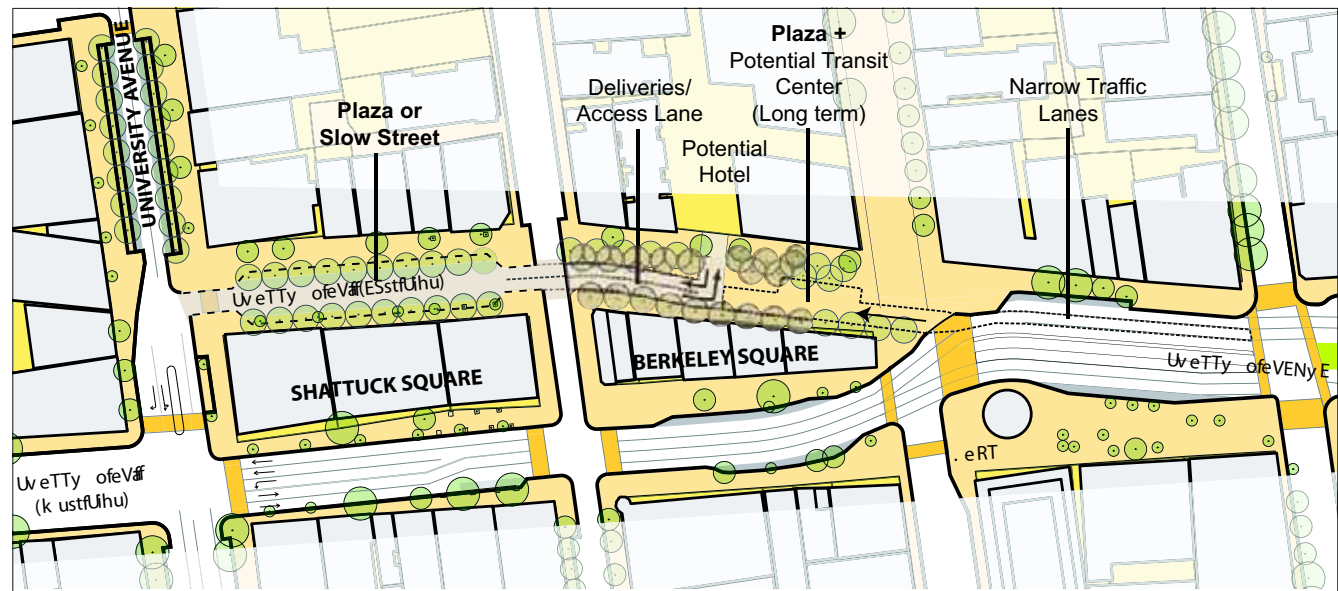 UNIVERSITY AVENUE
Plaza or
Slow Street
Deliveries/
Access Lane
Potential
Hotel
Plaza +
Potential Transit
Center
(Long term)
Narrow Traffic
Lanes
SHATTUCK SQUARE
BERKELEY SQUARE